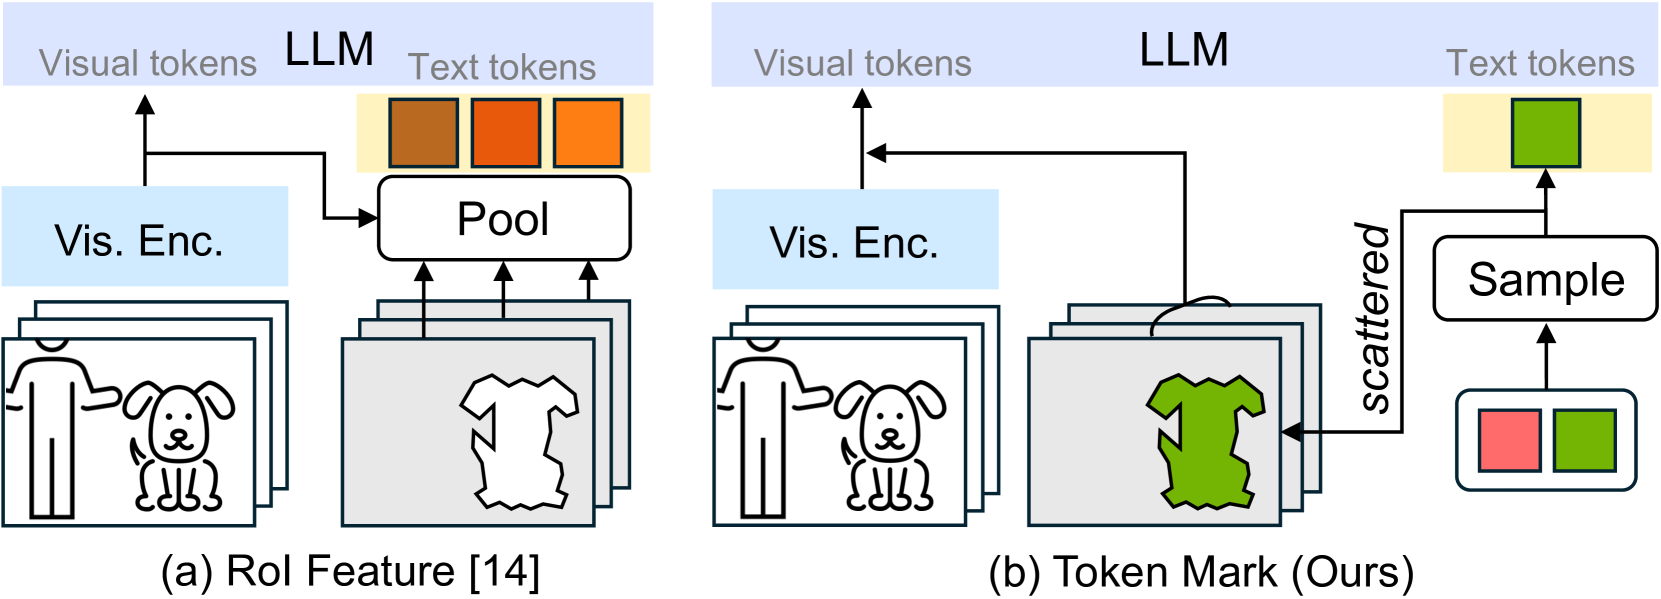 LLM
Visual tokens
Text tokens
Pool
Vis. Enc.
(a) RoI Feature [14]
LLM
Visual tokens
Text tokens
Vis. Enc.
scattered
Sample
(b) Token Mark (Ours)